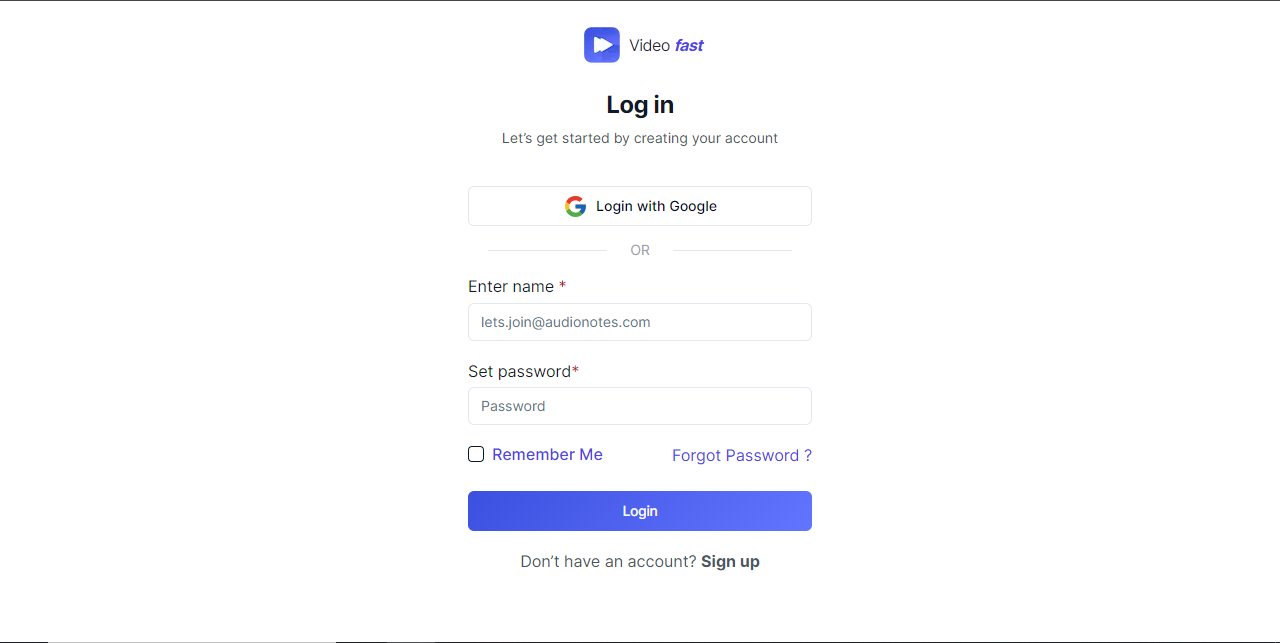 Video fast
Log in
Let’s get started by creating your account
Login with Google
OR
Enter name *
lets.join@audionotes.com
Set password*
Password
Remember Me
Forgot Password ?
Login
Don’t have an account? Sign up